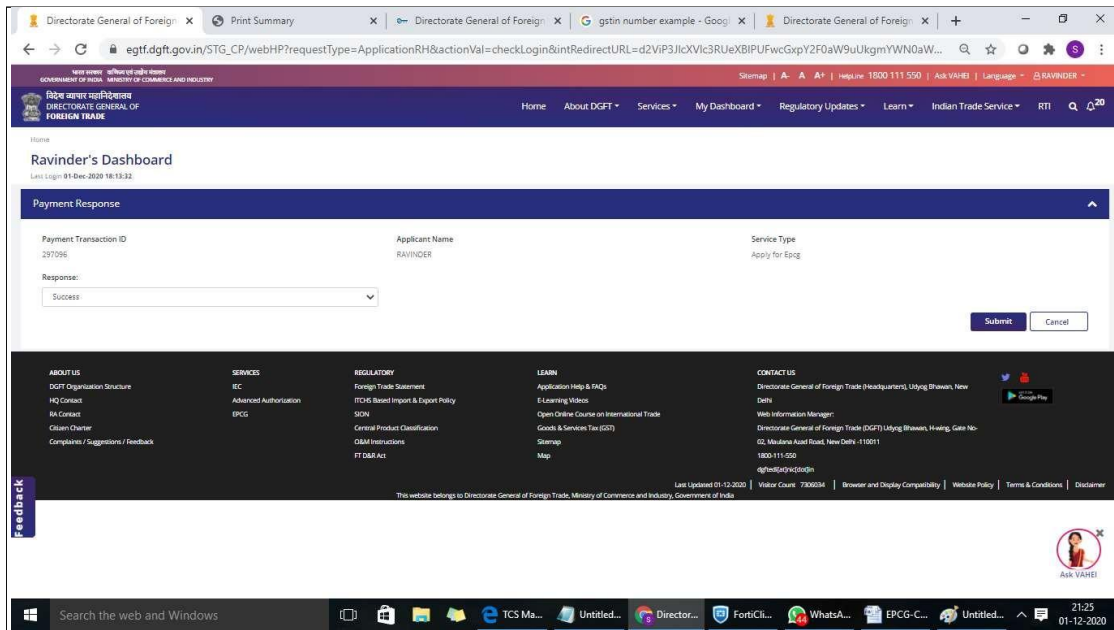 Directorate General of Foreign
Print Summary
Directorate General of Foreign
gstin number example - Googl
Directorate General of Foreign
egtf.dgft.gov.in/STG_CP/webHP?requestType=ApplicationRH&actionVal=checkLogin&intRedirectURL=
S
भारत सरकार
GOVERNMENT OF INDIA MINISTRY OF COMMERCE AND INDUSTRY
Sitemap | A- A A+ | HelpLine 1800 111 550 | Ask VAHEI | Language RAVINDER
विदेश व्यापार महानिदेशालय
DIRECTORATE GENERAL OF
FOREIGN TRADE
Home About DGFT Services My Dashboard Regulatory Updates Learn Indian Trade Service RTI 20
Home
Ravinder's Dashboard
Last Login 01-Dec-2020 18:13:32
Payment Response
Payment Transaction ID Applicant Name Service Type
297096 RAVINDER Apply for Epcg
Response:
Success
Submit Cancel
ABOUT US
DGFT Organization Structure
HQ Contact
RA Contact
Citizen Charter
Complaints / Suggestions / Feedback
SERVICES
IEC
Advanced Authorization
EPCG
REGULATORY
Foreign Trade Statement
ITCHS Based Import & Export Policy
SION
Central Product Classification
O&M Instructions
FT D&R Act
LEARN
Application Help & FAQs
E-Learning Videos
Open Online Course on International Trade
Goods & Services Tax (GST)
Sitemap
Map
CONTACT US
Directorate General of Foreign Trade (Headquarters), Udyog Bhawan, New
Delhi
Web Information Manager:
Directorate General of Foreign Trade (DGFT) Udyog Bhawan, H-wing, Gate No-
02, Maulana Azad Road, New Delhi -110011
1800-111-550
dgftedi[at]nic[dot]in
Google Play
Last Updated 01-12-2020 | Visitor Count 7306034 | Browser and Display Compatibility | Website Policy | Terms & Conditions | Disclaimer
This website belongs to Directorate General of Foreign Trade, Ministry of Commerce and Industry, Government of India
Feedback
Ask VAHEI
Search the web and Windows
TCS Ma...
Untitled...
Director...
FortiCli...
44
WhatsA...
EPCG-C...
Untitled...
21:25
01-12-2020